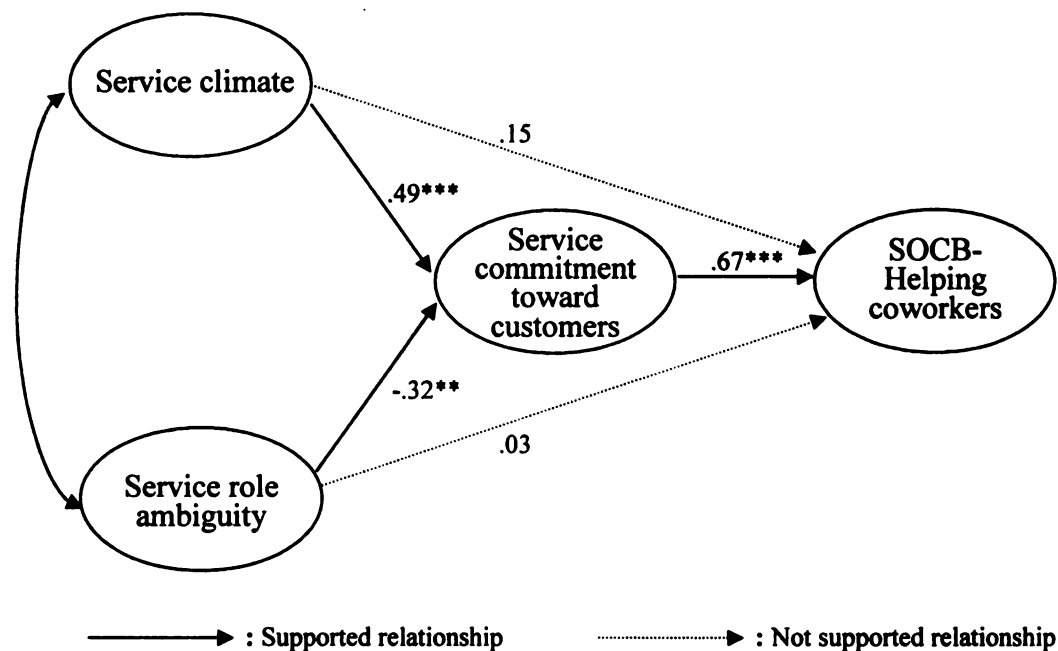 Service climate
.15
.49***
Service
commitment
toward
customers
.67***
SOCB-
Helping
coworkers
-.32**
.03
Service role
ambiguity
: Supported relationship
: Not supported relationship